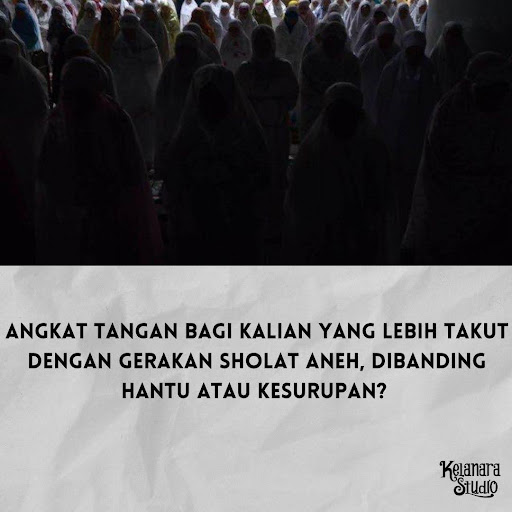 ANGKAT TANGAN BAGI KALIAN YANG LEBIH TAKUT
DENGAN GERAKAN SHOLAT ANEH, DIBANDING
HANTU ATAU KESURUPAN?
Kelanara
Studio